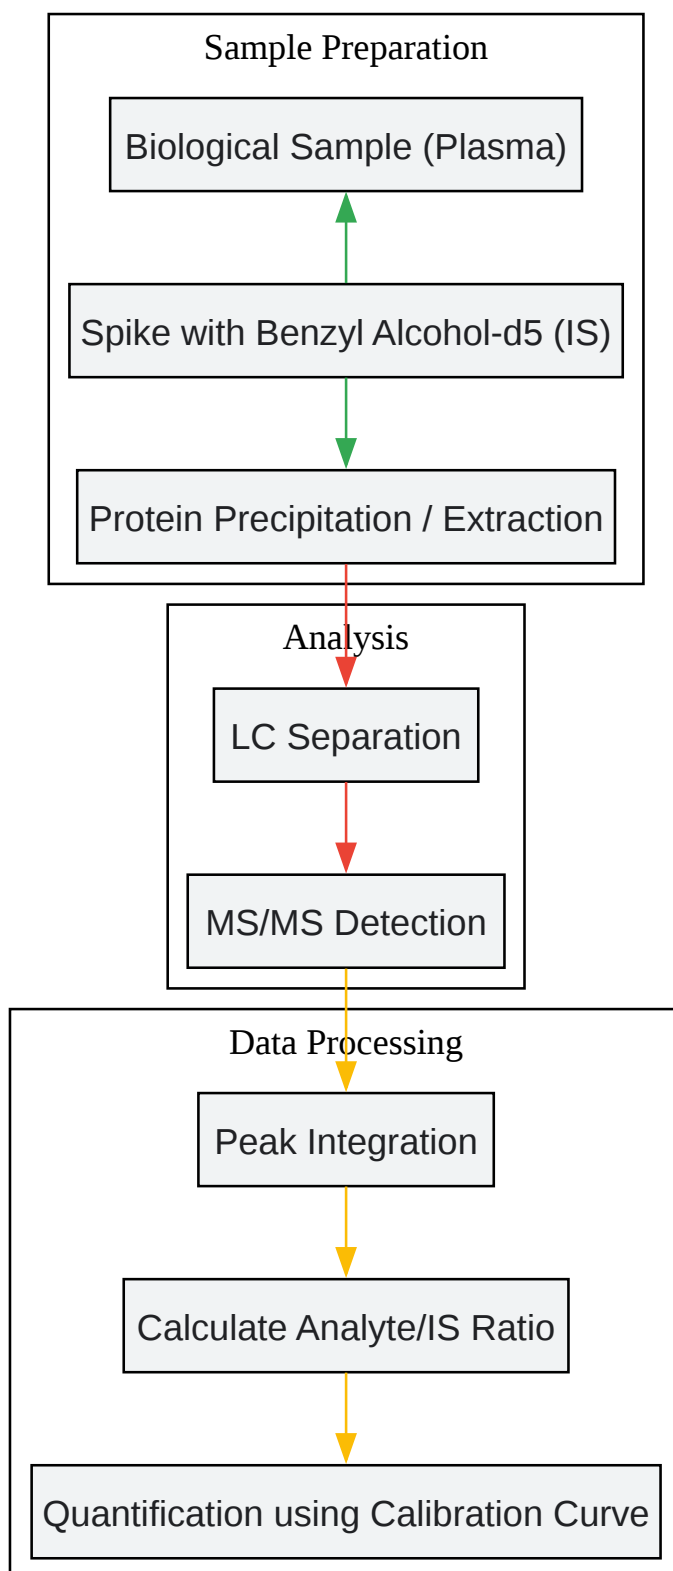 Sample Preparation
Biological Sample (Plasma)
Spike with Benzyl Alcohol-d5 (IS)
Protein Precipitation / Extraction
Analysis
LC Separation
MS/MS Detection
Data Processing
Peak Integration
Calculate Analyte/IS Ratio
Quantification using Calibration Curve